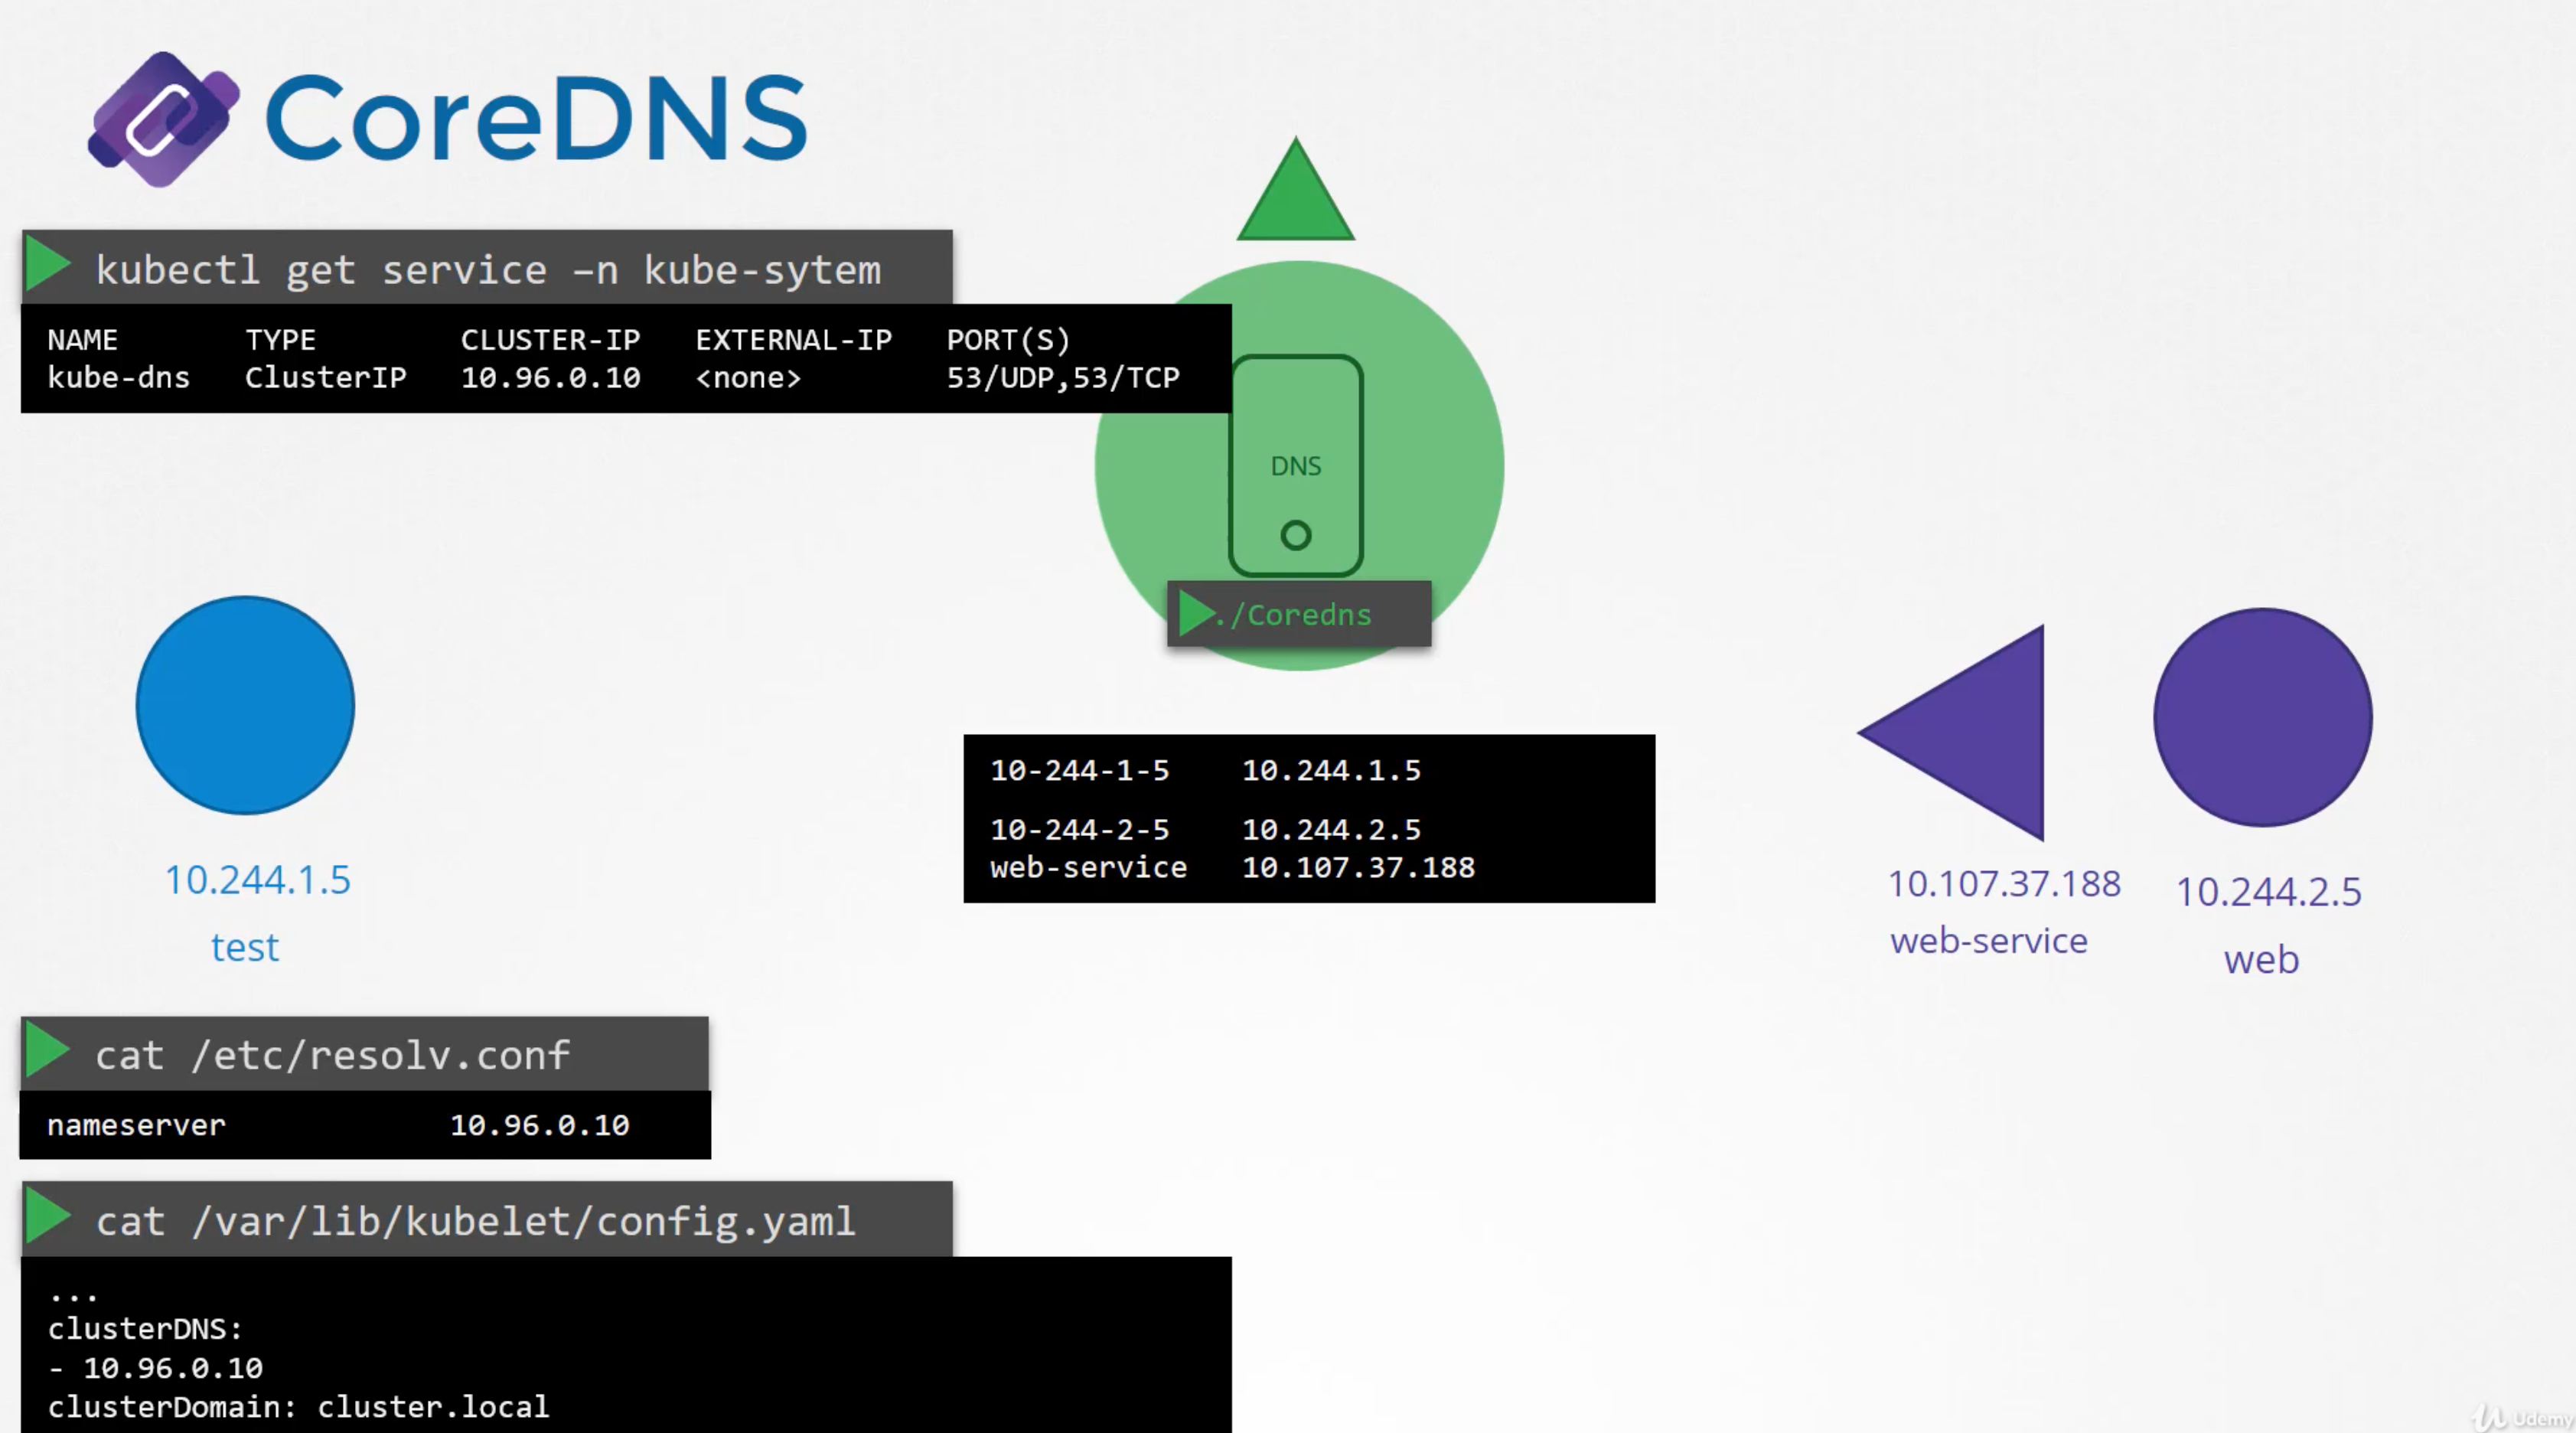 CoreDNS
kubectl get service –n kube-sytem
NAME TYPE CLUSTER-IP EXTERNAL-IP PORT(S)
kube-dns ClusterIP 10.96.0.10 <none> 53/UDP,53/TCP
DNS
./Coredns
10-244-1-5 10.244.1.5
10-244-2-5 10.244.2.5
web-service 10.107.37.188
10.244.1.5
test
10.107.37.188
web-service
10.244.2.5
web
cat /etc/resolv.conf
nameserver 10.96.0.10
cat /var/lib/kubelet/config.yaml
...
clusterDNS:
- 10.96.0.10
clusterDomain: cluster.local
Udemy